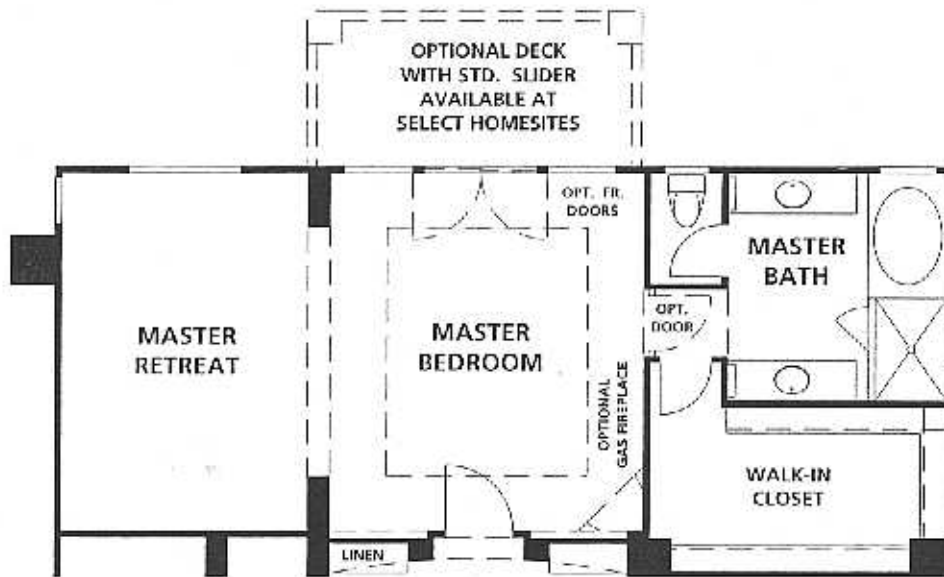 OPTIONAL DECK
WITH STD. SLIDER
AVAILABLE AT
SELECT HOMESITES
OPT. FR.
DOORS
MASTER
BATH
OPT.
DOOR
MASTER
RETREAT
MASTER
BEDROOM
OPTIONAL
GAS FIREPLACE
WALK-IN
CLOSET
LINEN